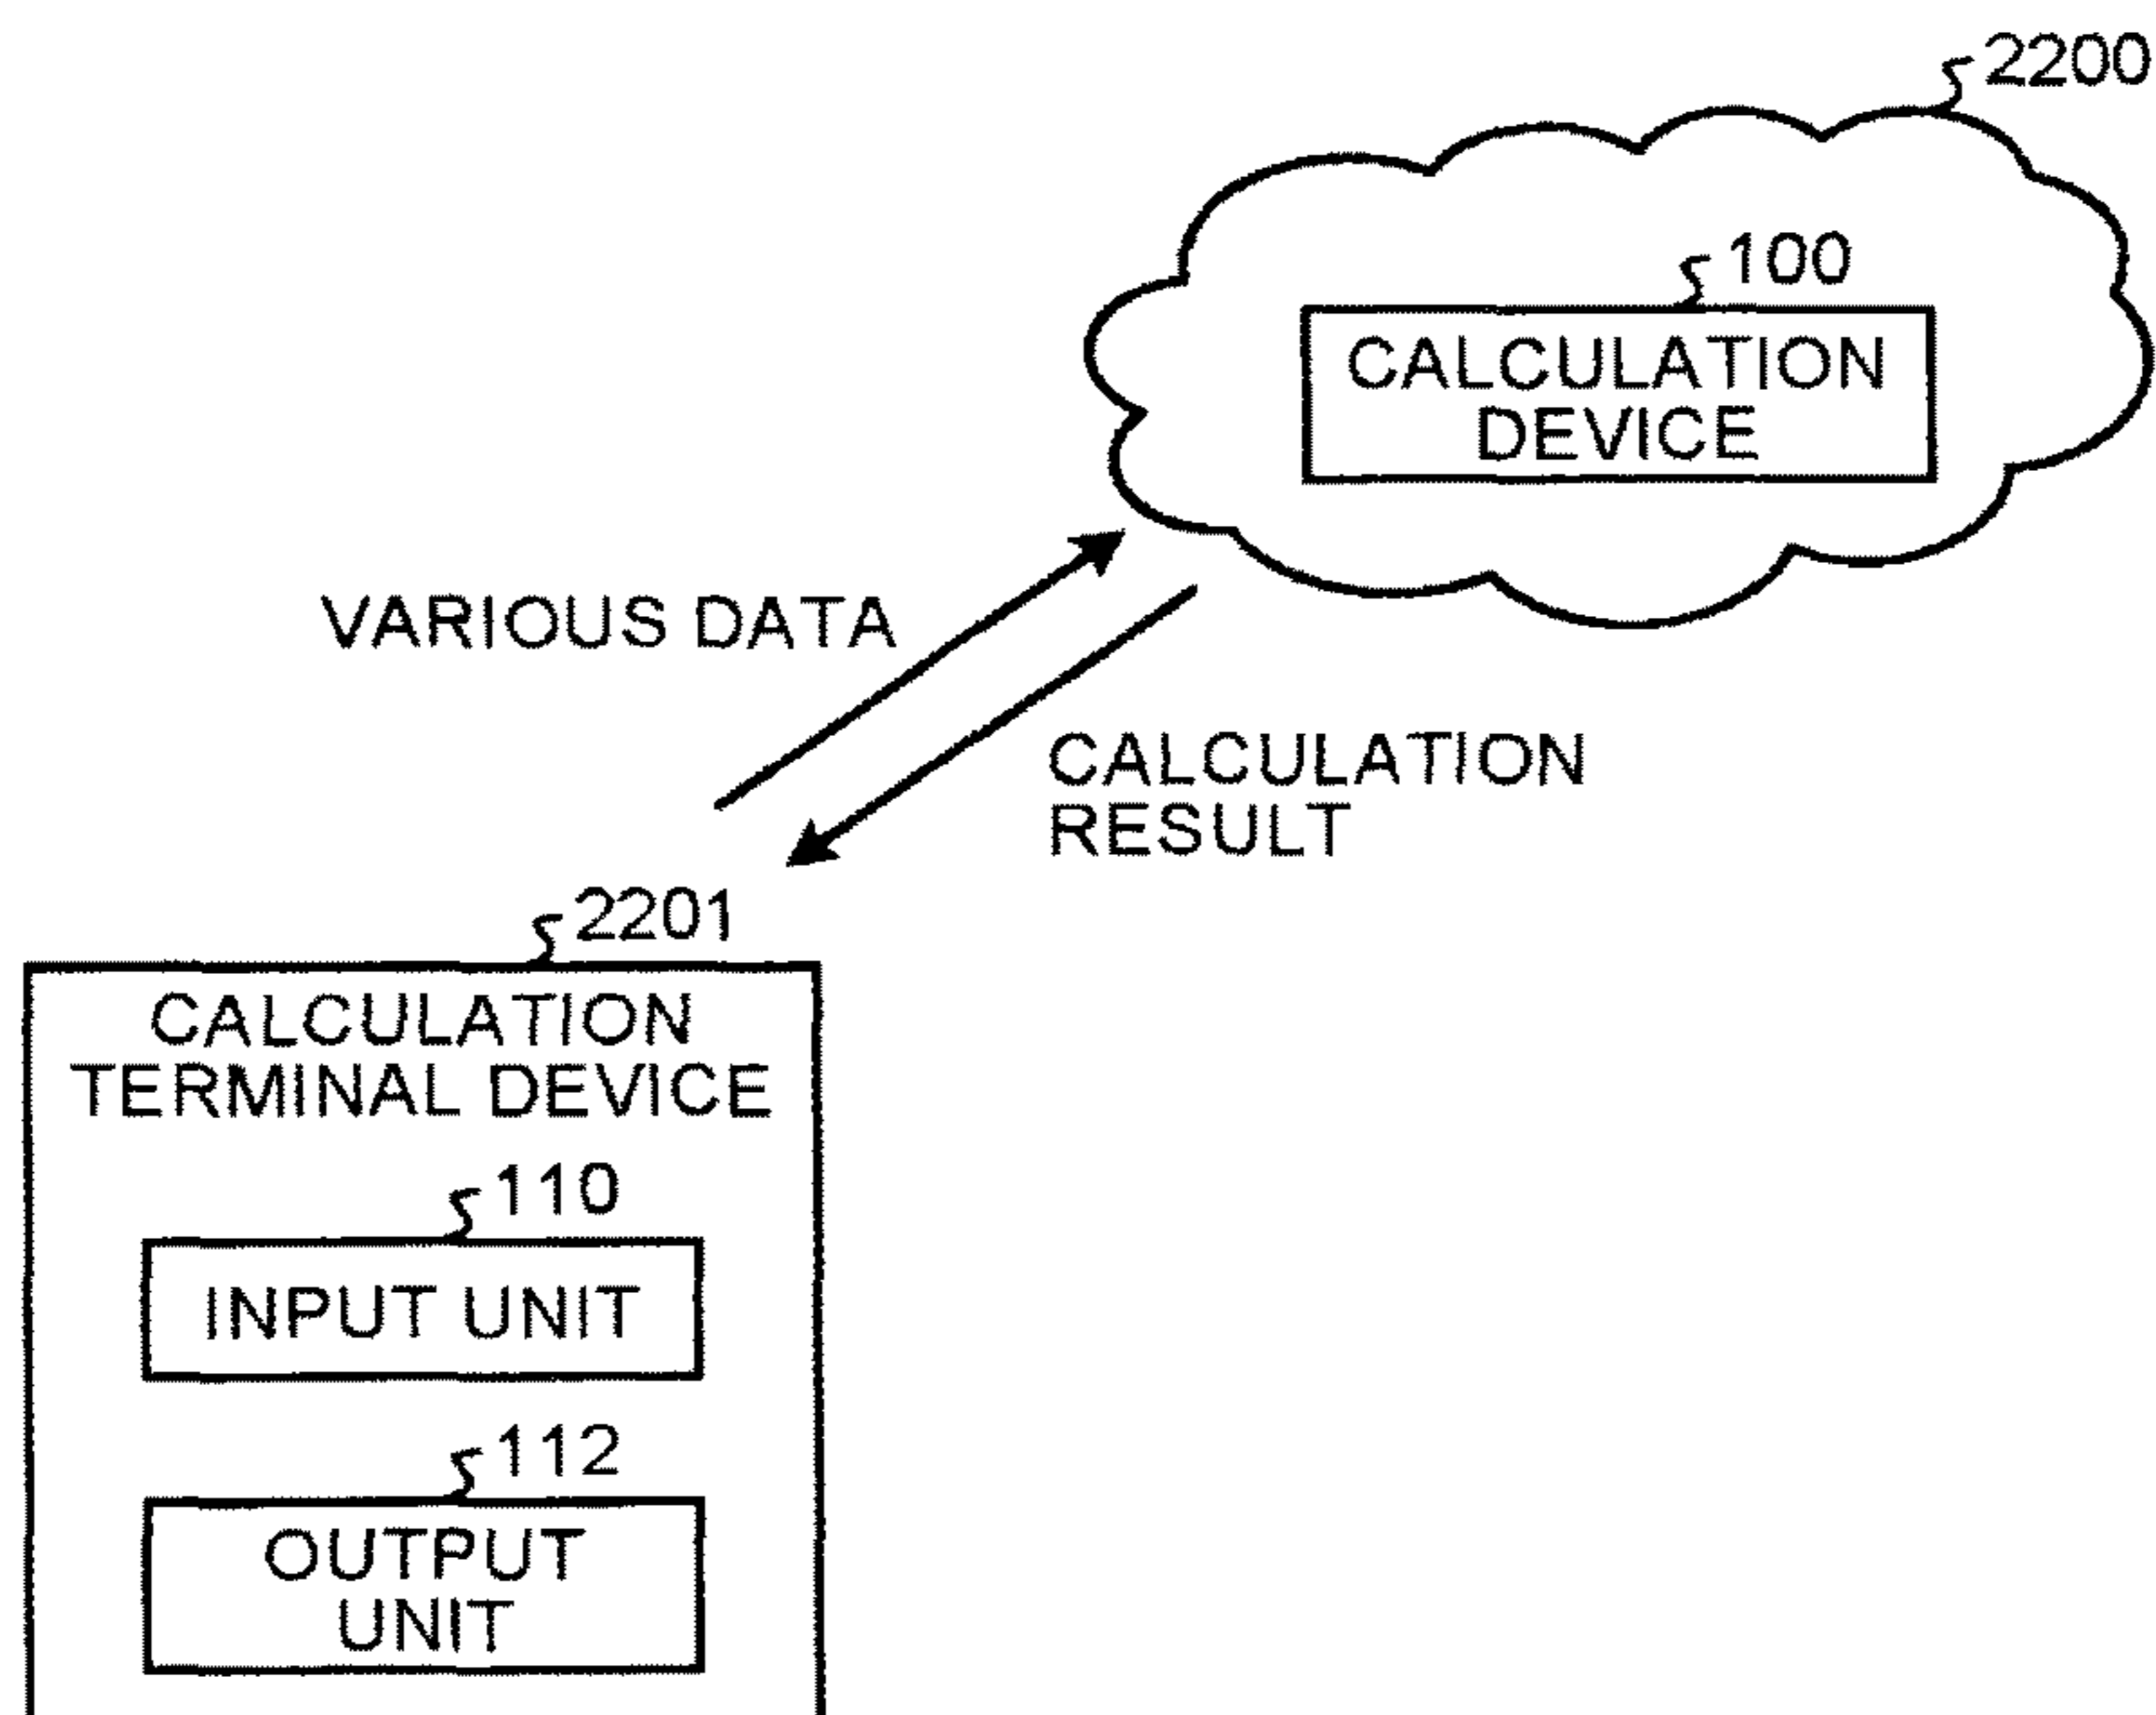 2200
100
CALCULATION
DEVICE
VARIOUS DATA
CALCULATION
RESULT
2201
CALCULATION
TERMINAL DEVICE
110
INPUT UNIT
112
OUTPUT
UNIT